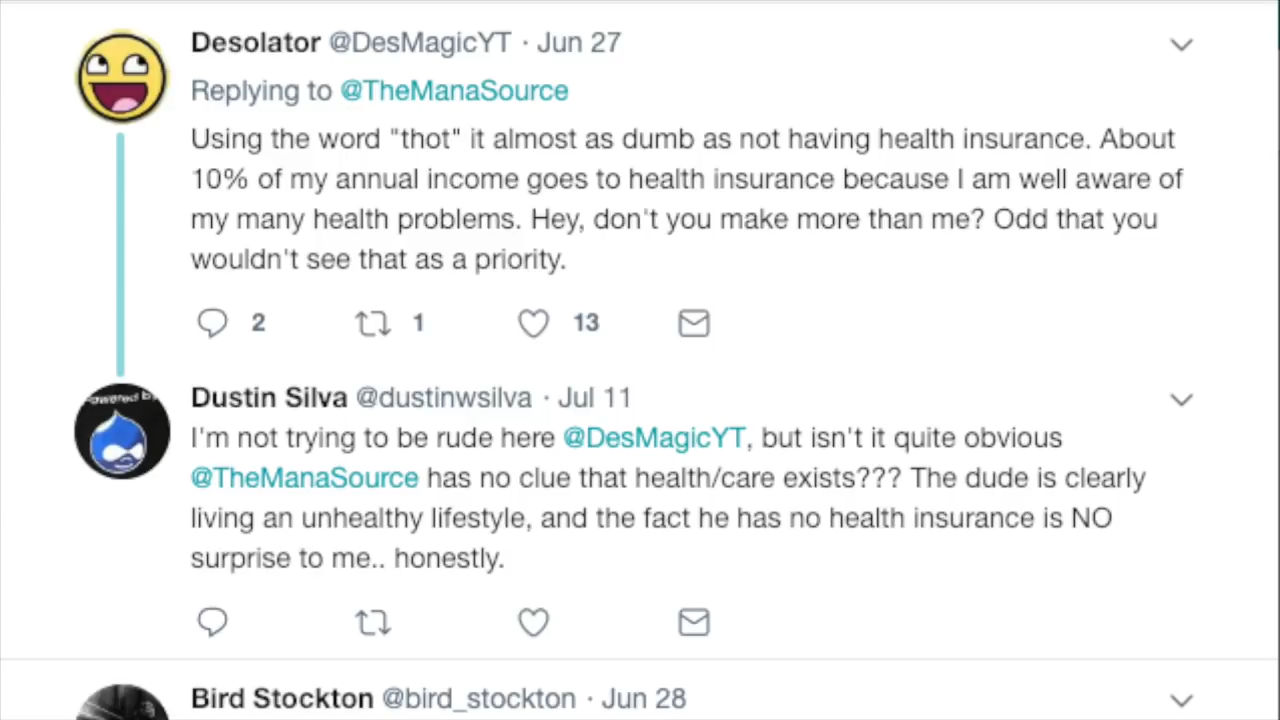 Desolator @DesMagicYT · Jun 27
Replying to @TheManaSource
Using the word "thot" it almost as dumb as not having health insurance. About
10% of my annual income goes to health insurance because I am well aware of
my many health problems. Hey, don't you make more than me? Odd that you
wouldn't see that as a priority.
2 1 13
Powered by
Dustin Silva @dustinwsilva · Jul 11
I'm not trying to be rude here @DesMagicYT, but isn't it quite obvious
@TheManaSource has no clue that health/care exists??? The dude is clearly
living an unhealthy lifestyle, and the fact he has no health insurance is NO
surprise to me.. honestly.
Bird Stockton @bird_stockton · Jun 28